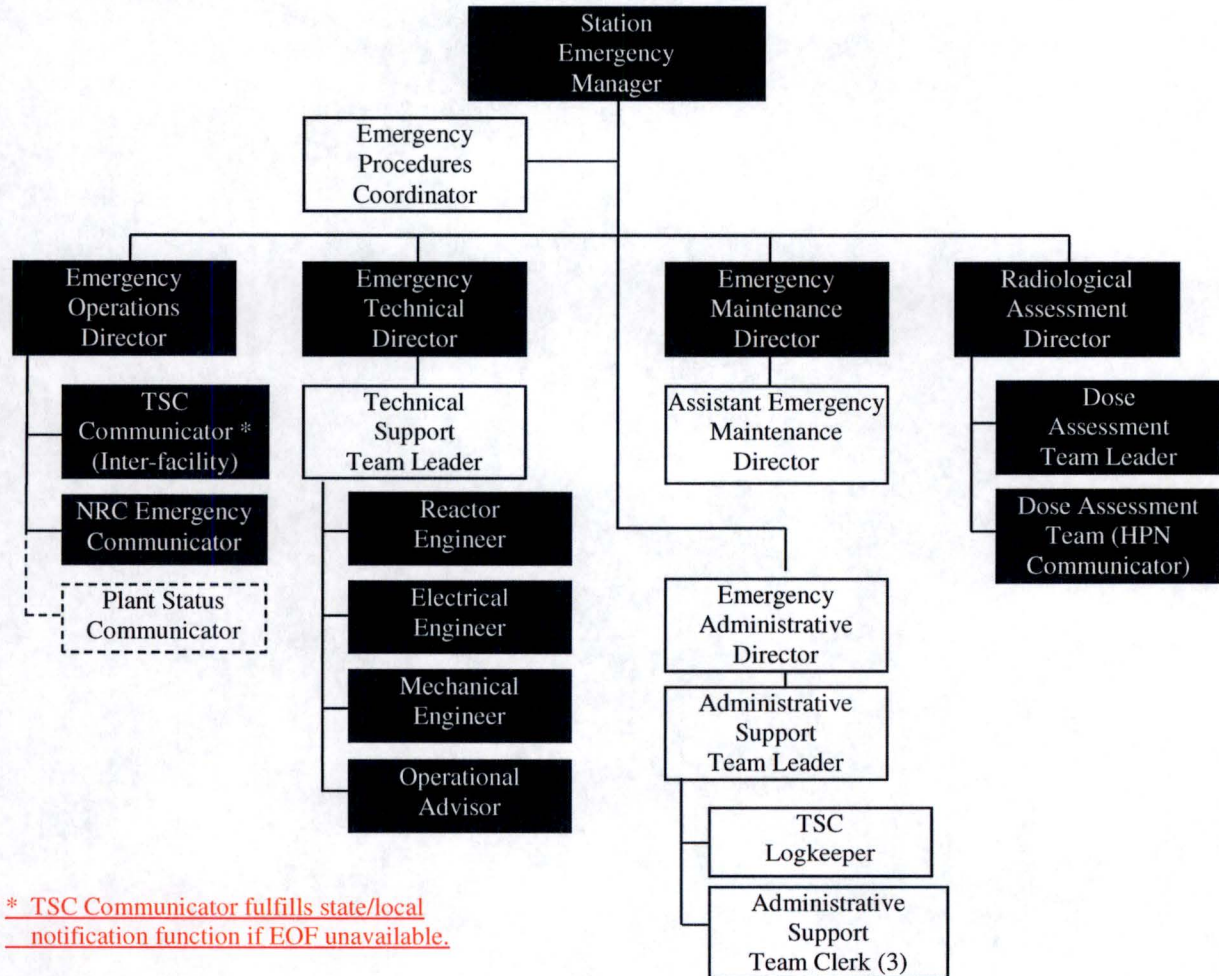 Station
Emergency
Manager
Emergency
Procedures
Coordinator
Emergency
Operations
Director
Emergency
Technical
Director
Emergency
Maintenance
Director
Radiological
Assessment
Director
TSC
Communicator *
(Inter-facility)
NRC Emergency
Communicator
Plant Status
Communicator
Technical
Support
Team Leader
Reactor
Engineer
Electrical
Engineer
Mechanical
Engineer
Operational
Advisor
Assistant Emergency
Maintenance
Director
Emergency
Administrative
Director
Administrative
Support
Team Leader
TSC
Logkeeper
Administrative
Support
Team Clerk (3)
Dose
Assessment
Team Leader
Dose Assessment
Team (HPN
Communicator)
* TSC Communicator fulfills state/local
notification function if EOF unavailable.